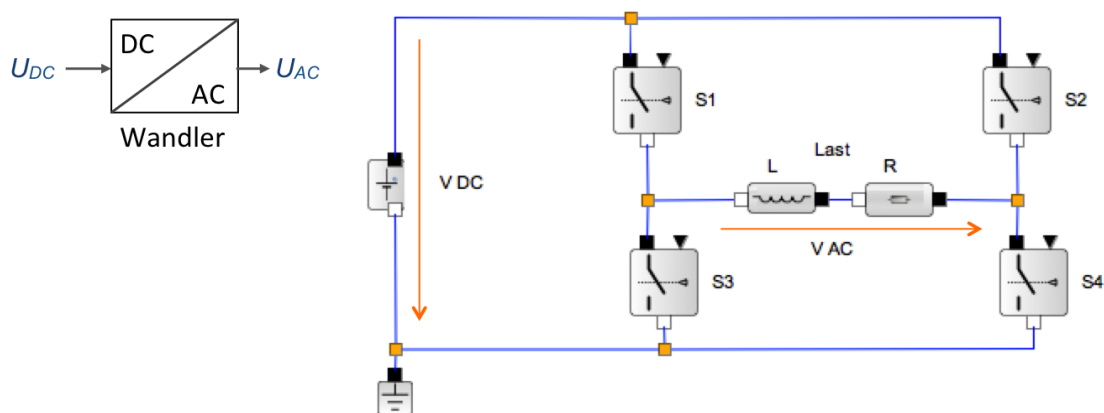 DC
U_DC
U_AC
AC
Wandler
S1
S2
V DC
Last
L
R
V AC
S3
S4